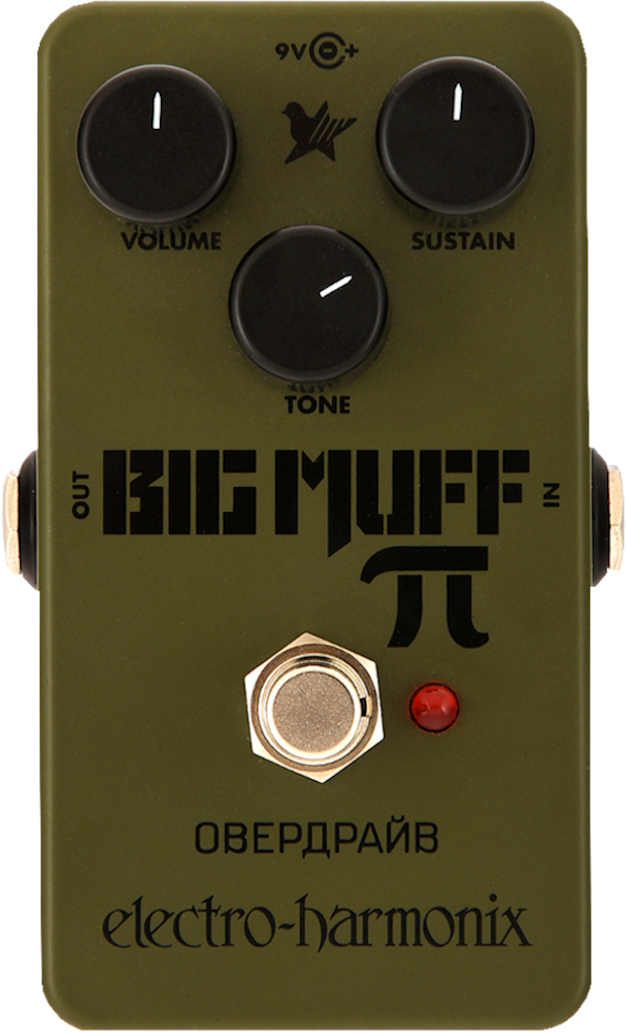 9V +
VOLUME
SUSTAIN
TONE
OUT
BIG MUFF
IN
π
ОВЕРДРАЙВ
electro-harmonix